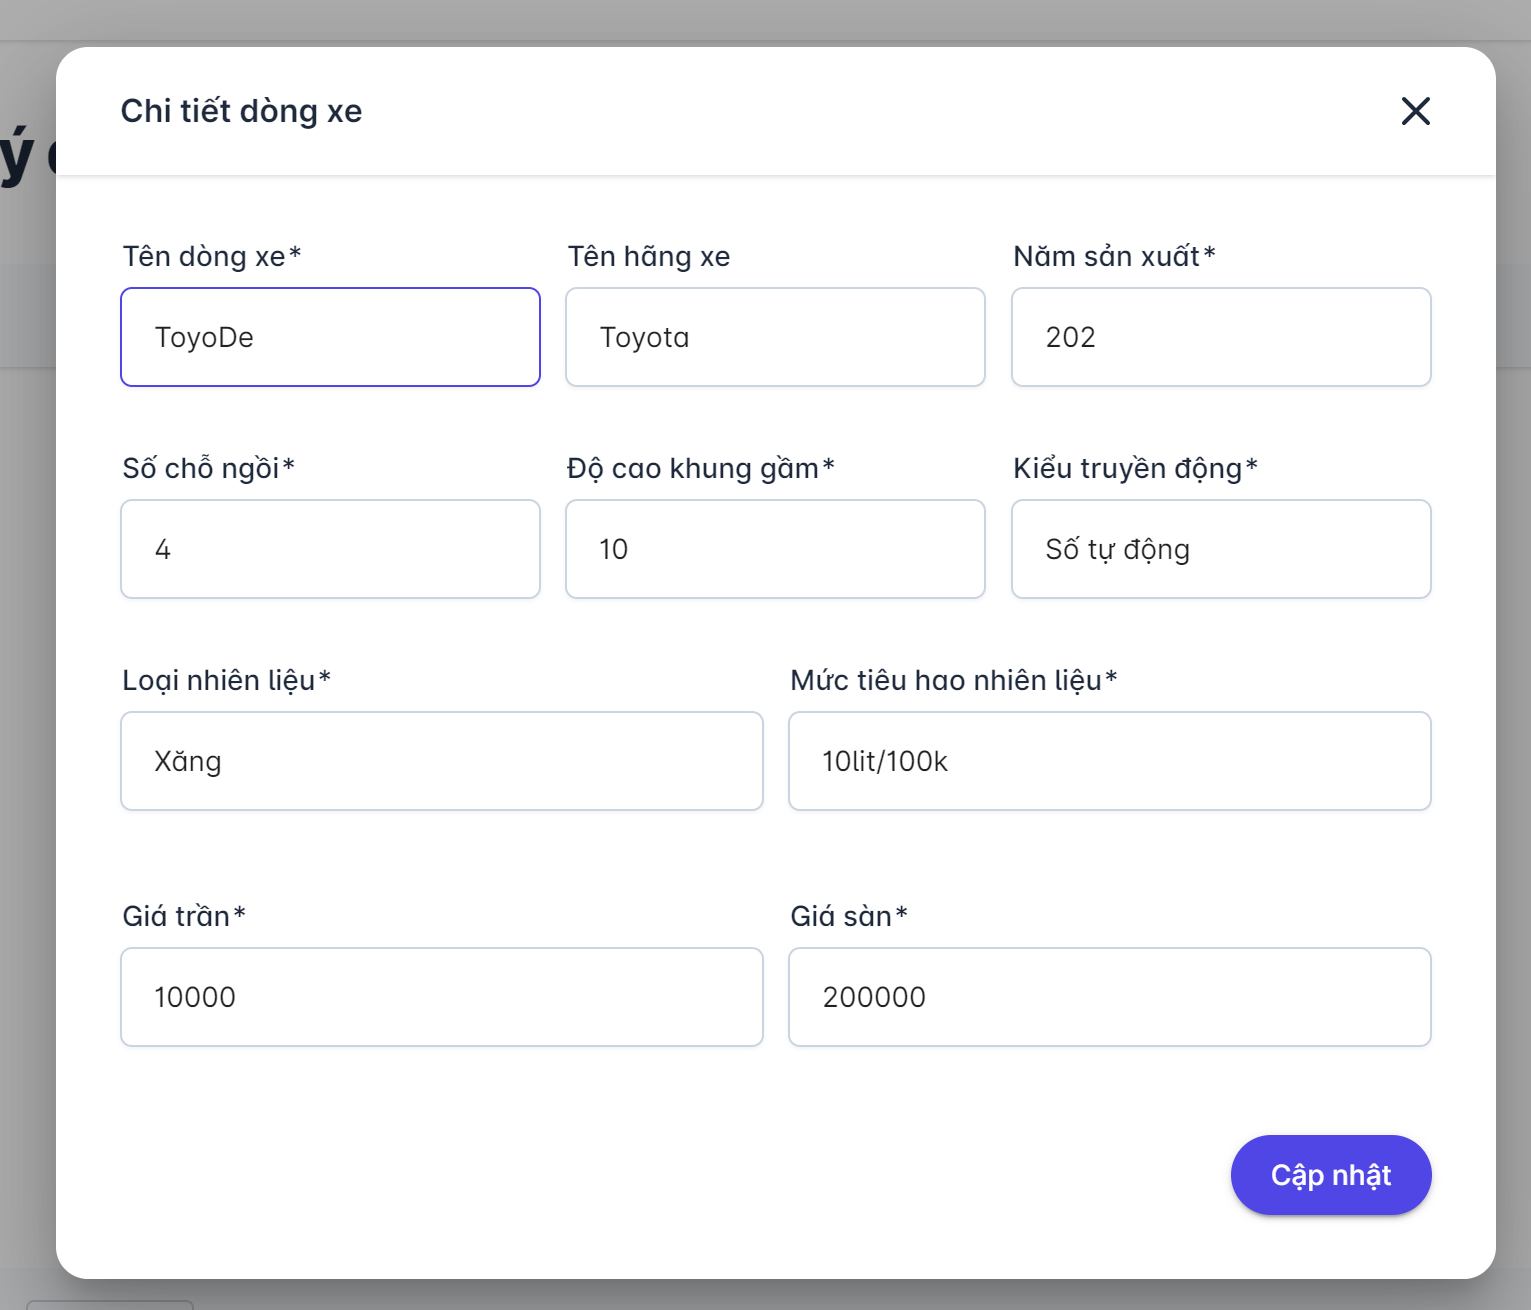 Chi tiết dòng xe
Tên dòng xe* Tên hãng xe Năm sản xuất*
ToyoDe Toyota 202
Số chỗ ngồi* Độ cao khung gầm* Kiểu truyền động*
4 10 Số tự động
Loại nhiên liệu* Mức tiêu hao nhiên liệu*
Xăng 10lit/100k
Giá trần* Giá sàn*
10000 200000
Cập nhật